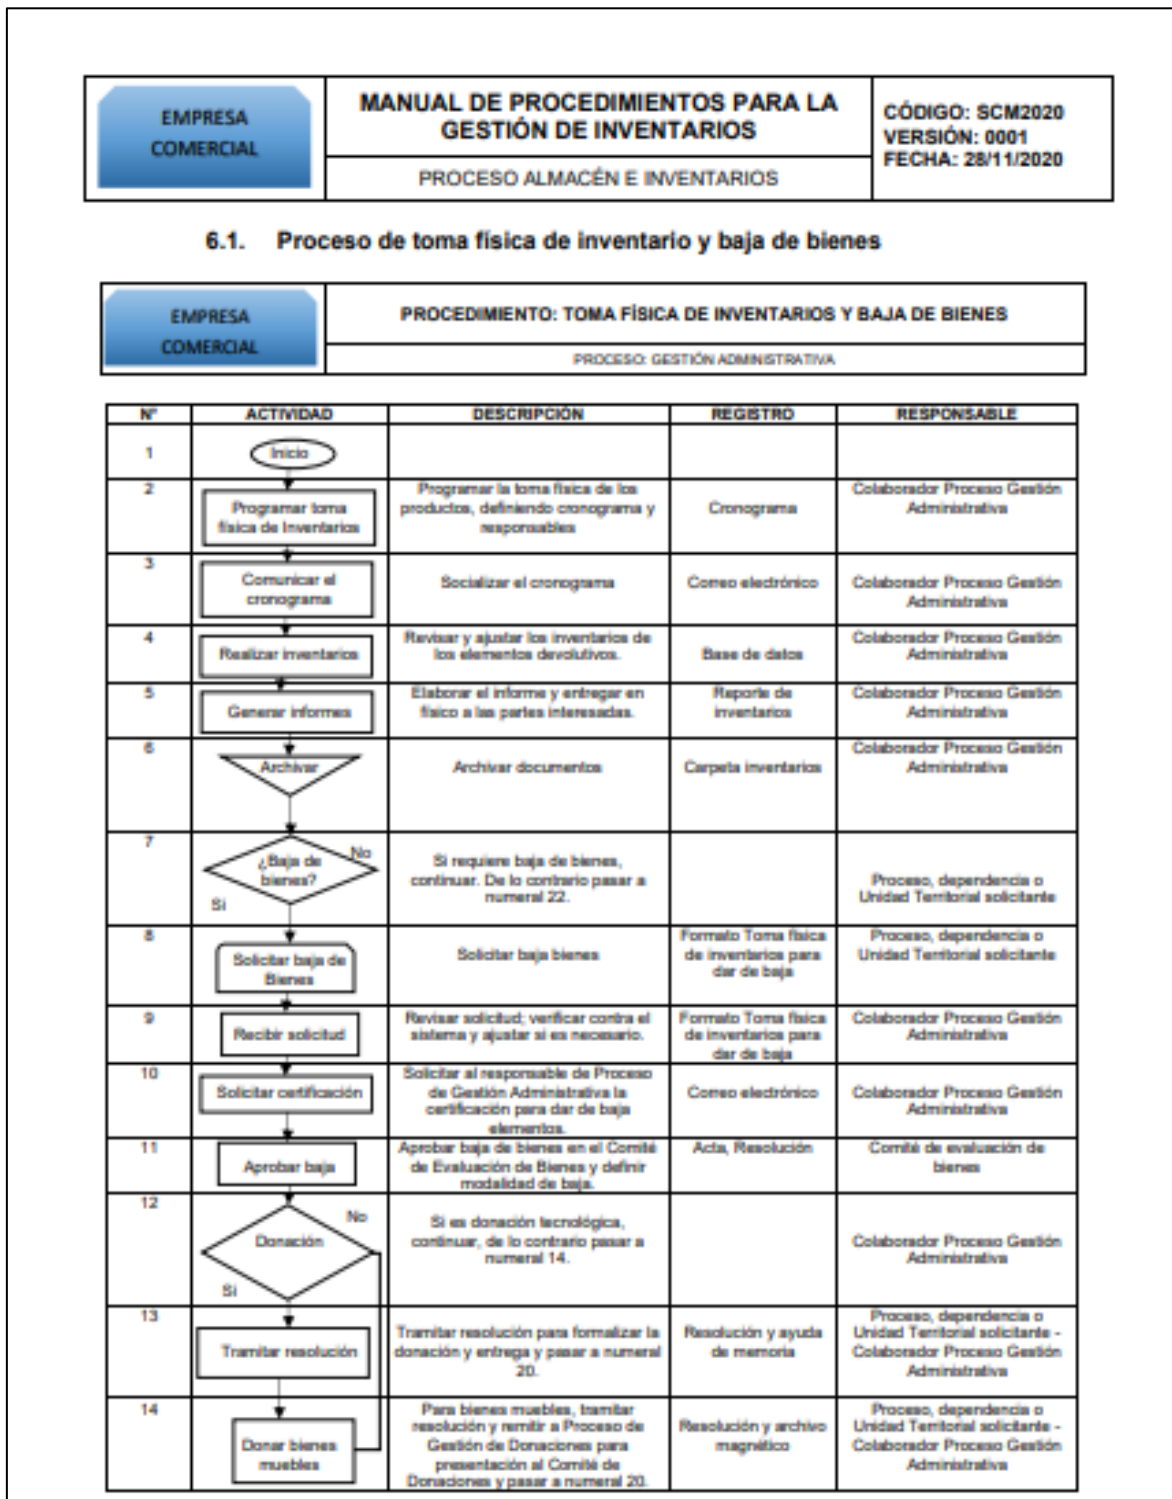 EMPRESA
COMERCIAL
MANUAL DE PROCEDIMIENTOS PARA LA
GESTIÓN DE INVENTARIOS
PROCESO ALMACÉN E INVENTARIOS
CÓDIGO: SCM2020
VERSIÓN: 0001
FECHA: 28/11/2020
6.1. Proceso de toma física de inventario y baja de bienes
EMPRESA
COMERCIAL
PROCEDIMIENTO: TOMA FÍSICA DE INVENTARIOS Y BAJA DE BIENES
PROCESO: GESTIÓN ADMINISTRATIVA
N° ACTIVIDAD DESCRIPCIÓN REGISTRO RESPONSABLE
1
Inicio
2
Programar toma
física de Inventarios
Programar la toma física de los
productos, definiendo cronograma y
responsables
Cronograma
Colaborador Proceso Gestión
Administrativa
3
Comunicar el
cronograma
Socializar el cronograma
Correo electrónico
Colaborador Proceso Gestión
Administrativa
4
Realizar inventarios
Revisar y ajustar los inventarios de
los elementos devolutivos.
Base de datos
Colaborador Proceso Gestión
Administrativa
5
Generar informes
Elaborar el informe y entregar en
físico a las partes interesadas.
Reporte de
inventarios
Colaborador Proceso Gestión
Administrativa
6
Archivar
Archivar documentos
Carpeta inventarios
Colaborador Proceso Gestión
Administrativa
7
¿Baja de
bienes?
No
Si
Si requiere baja de bienes,
continuar. De lo contrario pasar a
numeral 22.
Proceso, dependencia o
Unidad Territorial solicitante
8
Solicitar baja de
Bienes
Solicitar baja bienes
Formato Toma física
de inventarios para
dar de baja
Proceso, dependencia o
Unidad Territorial solicitante
9
Recibir solicitud
Revisar solicitud; verificar contra el
sistema y ajustar si es necesario.
Formato Toma física
de inventarios para
dar de baja
Colaborador Proceso Gestión
Administrativa
10
Solicitar certificación
Solicitar al responsable de Proceso
de Gestión Administrativa la
certificación para dar de baja
elementos.
Correo electrónico
Colaborador Proceso Gestión
Administrativa
11
Aprobar baja
Aprobar baja de bienes en el Comité
de Evaluación de Bienes y definir
modalidad de baja.
Acta, Resolución
Comité de evaluación de
bienes
12
Donación
No
Si
Si es donación tecnológica,
continuar, de lo contrario pasar a
numeral 14.
Colaborador Proceso Gestión
Administrativa
13
Tramitar resolución
Tramitar resolución para formalizar la
donación y entrega y pasar a numeral
20.
Resolución y ayuda
de memoria
Proceso, dependencia o
Unidad Territorial solicitante -
Colaborador Proceso Gestión
Administrativa
14
Donar bienes
muebles
Para bienes muebles, tramitar
resolución y remitir a Proceso de
Gestión de Donaciones para
presentación al Comité de
Donaciones y pasar a numeral 20.
Resolución y archivo
magnético
Proceso, dependencia o
Unidad Territorial solicitante -
Colaborador Proceso Gestión
Administrativa